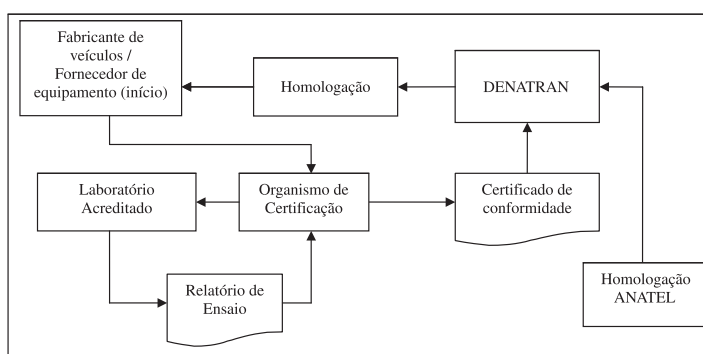 Fabricante de
veículos /
Fornecedor de
equipamento (início)
Homologação
DENATRAN
Laboratório
Acreditado
Organismo de
Certificação
Certificado de
conformidade
Relatório de
Ensaio
Homologação
ANATEL